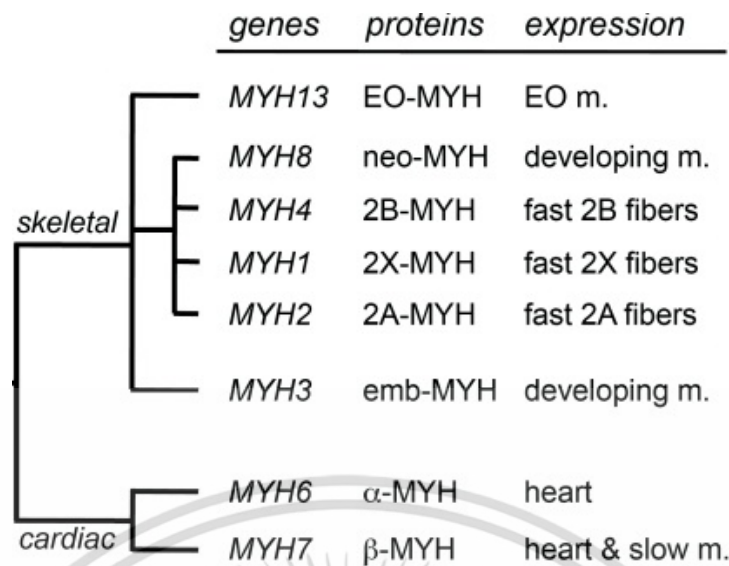 genes proteins expression
MYH13 EO-MYH EO m.
MYH8 neo-MYH developing m.
skeletal
MYH4 2B-MYH fast 2B fibers
MYH1 2X-MYH fast 2X fibers
MYH2 2A-MYH fast 2A fibers
MYH3 emb-MYH developing m.
MYH6 α-MYH heart
cardiac
MYH7 β-MYH heart & slow m.